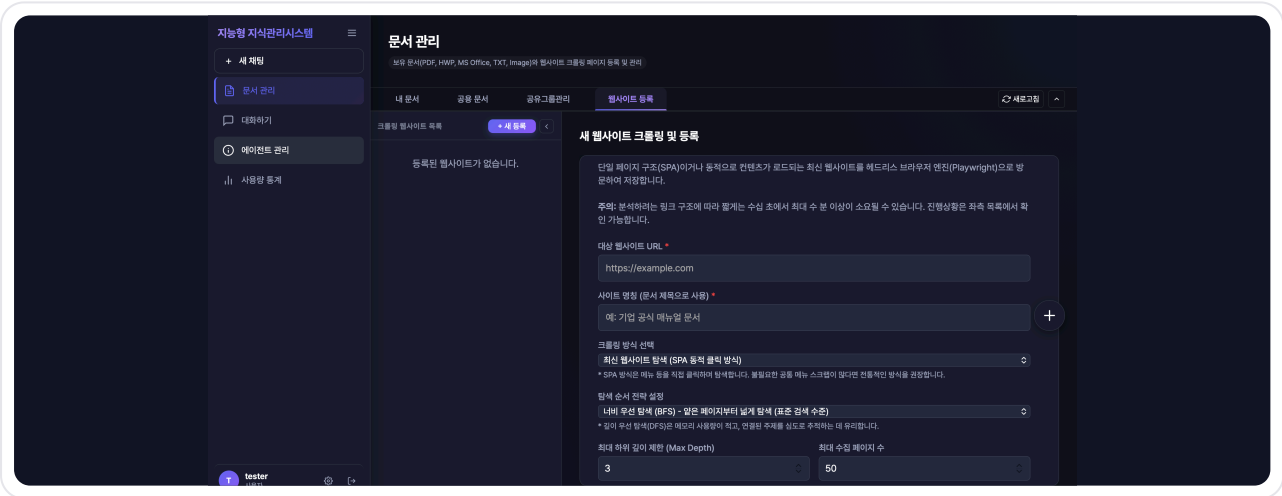 지능형 지식관리시스템
+ 새 채팅
문서 관리
대화하기
에이전트 관리
사용량 통계
T tester
사용자
문서 관리
보유 문서(PDF, HWP, MS Office, TXT, Image)와 웹사이트 크롤링 페이지 등록 및 관리
내 문서 공용 문서 공유그룹관리 웹사이트 등록 새로고침
크롤링 웹사이트 목록 + 새 등록
등록된 웹사이트가 없습니다.
새 웹사이트 크롤링 및 등록
단일 페이지 구조(SPA)이거나 동적으로 컨텐츠가 로드되는 최신 웹사이트를 헤드리스 브라우저 엔진(Playwright)으로 방
문하여 저장합니다.
주의: 분석하려는 링크 구조에 따라 짧게는 수십 초에서 최대 수 분 이상이 소요될 수 있습니다. 진행상황은 좌측 목록에서 확
인 가능합니다.
대상 웹사이트 URL *
https://example.com
사이트 명칭 (문서 제목으로 사용) *
예: 기업 공식 매뉴얼 문서
크롤링 방식 선택
최신 웹사이트 탐색 (SPA 동적 클릭 방식)
* SPA 방식은 메뉴 등을 직접 클릭하며 탐색합니다. 불필요한 공통 메뉴 스크랩이 많다면 전통적인 방식을 권장합니다.
탐색 순서 전략 설정
너비 우선 탐색 (BFS) - 얕은 페이지부터 넓게 탐색 (표준 검색 수준)
* 깊이 우선 탐색(DFS)은 메모리 사용량이 적고, 연결된 주제를 심도로 추적하는 데 유리합니다.
최대 하위 깊이 제한 (Max Depth) 최대 수집 페이지 수
3 50